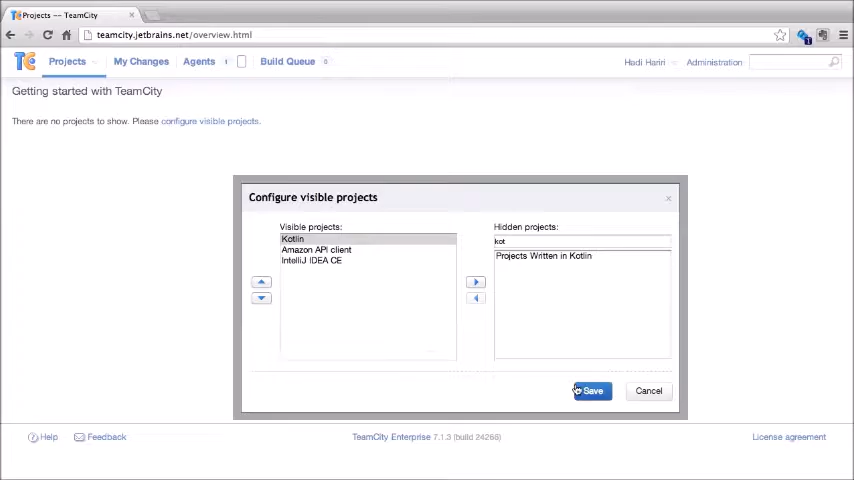 Projects -- TeamCity
teamcity.jetbrains.net/overview.html
1
TC
Projects
My Changes
Agents 1
Build Queue 0
Hadi Hariri
Administration
Getting started with TeamCity
There are no projects to show. Please configure visible projects.
Configure visible projects
Visible projects:
Kotlin
Amazon API client
IntelliJ IDEA CE
Hidden projects:
kot
Projects Written in Kotlin
Save
Cancel
Help
Feedback
TeamCity Enterprise 7.1.3 (build 24266)
License agreement